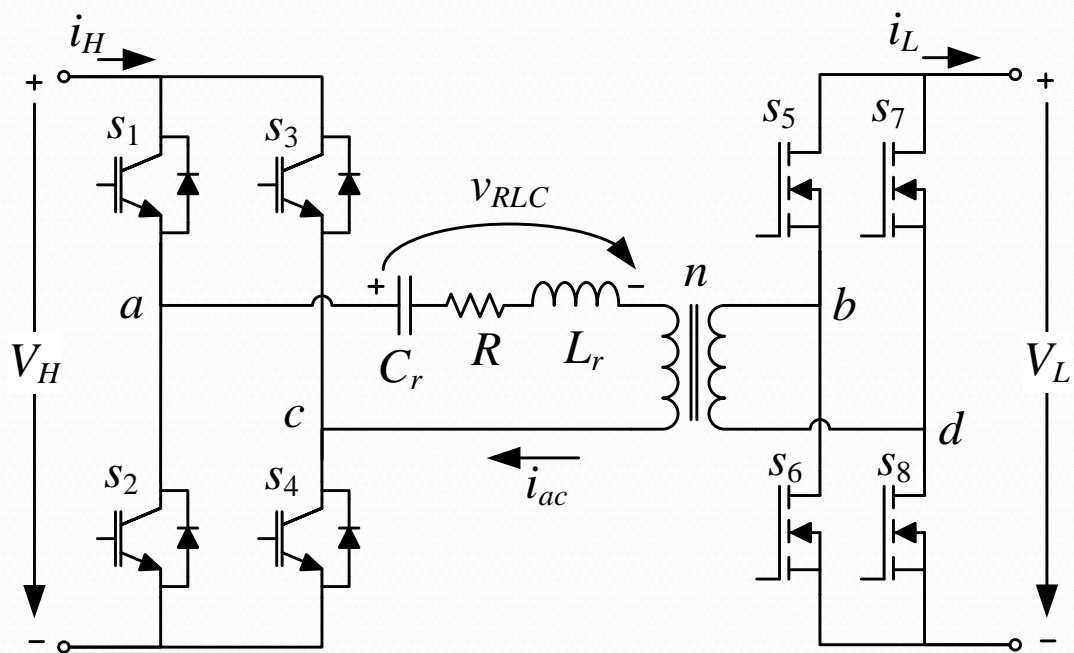 i_H
i_L
+
+
s_1
s_3
s_5
s_7
v_RLC
+
−
n
a
b
V_H
C_r
R
L_r
V_L
c
d
i_ac
s_2
s_4
s_6
s_8
−
−